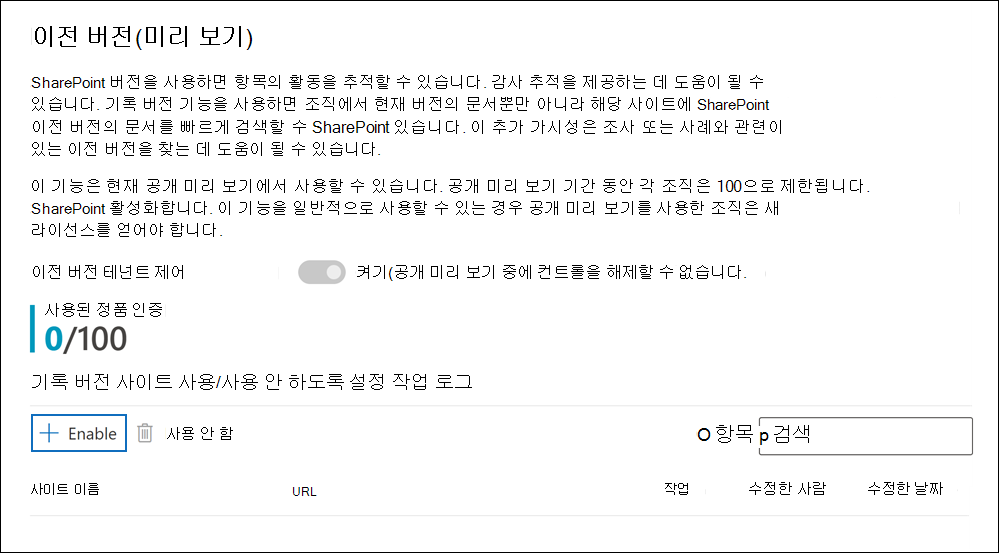 이전 버전(미리 보기)
SharePoint 버전을 사용하면 항목의 활동을 추적할 수 있습니다. 감사 추적을 제공하는 데 도움이 될 수
있습니다. 기록 버전 기능을 사용하면 조직에서 현재 버전의 문서뿐만 아니라 해당 사이트에 SharePoint
이전 버전의 문서를 빠르게 검색할 수 SharePoint 있습니다. 이 추가 가시성은 조사 또는 사례와 관련이
있는 이전 버전을 찾는 데 도움이 될 수 있습니다.
이 기능은 현재 공개 미리 보기에서 사용할 수 있습니다. 공개 미리 보기 기간 동안 각 조직은 100으로 제한됩니다.
SharePoint 활성화합니다. 이 기능을 일반적으로 사용할 수 있는 경우 공개 미리 보기를 사용한 조직은 새
라이선스를 얻어야 합니다.
이전 버전 테넌트 제어 켜기(공개 미리 보기 중에 컨트롤을 해제할 수 없습니다.
사용된 정품 인증
0/100
기록 버전 사이트 사용/사용 안 하도록 설정 작업 로그
Enable 사용 안 함 O 항목 p 검색
사이트 이름 URL 작업 수정한 사람 수정한 날짜